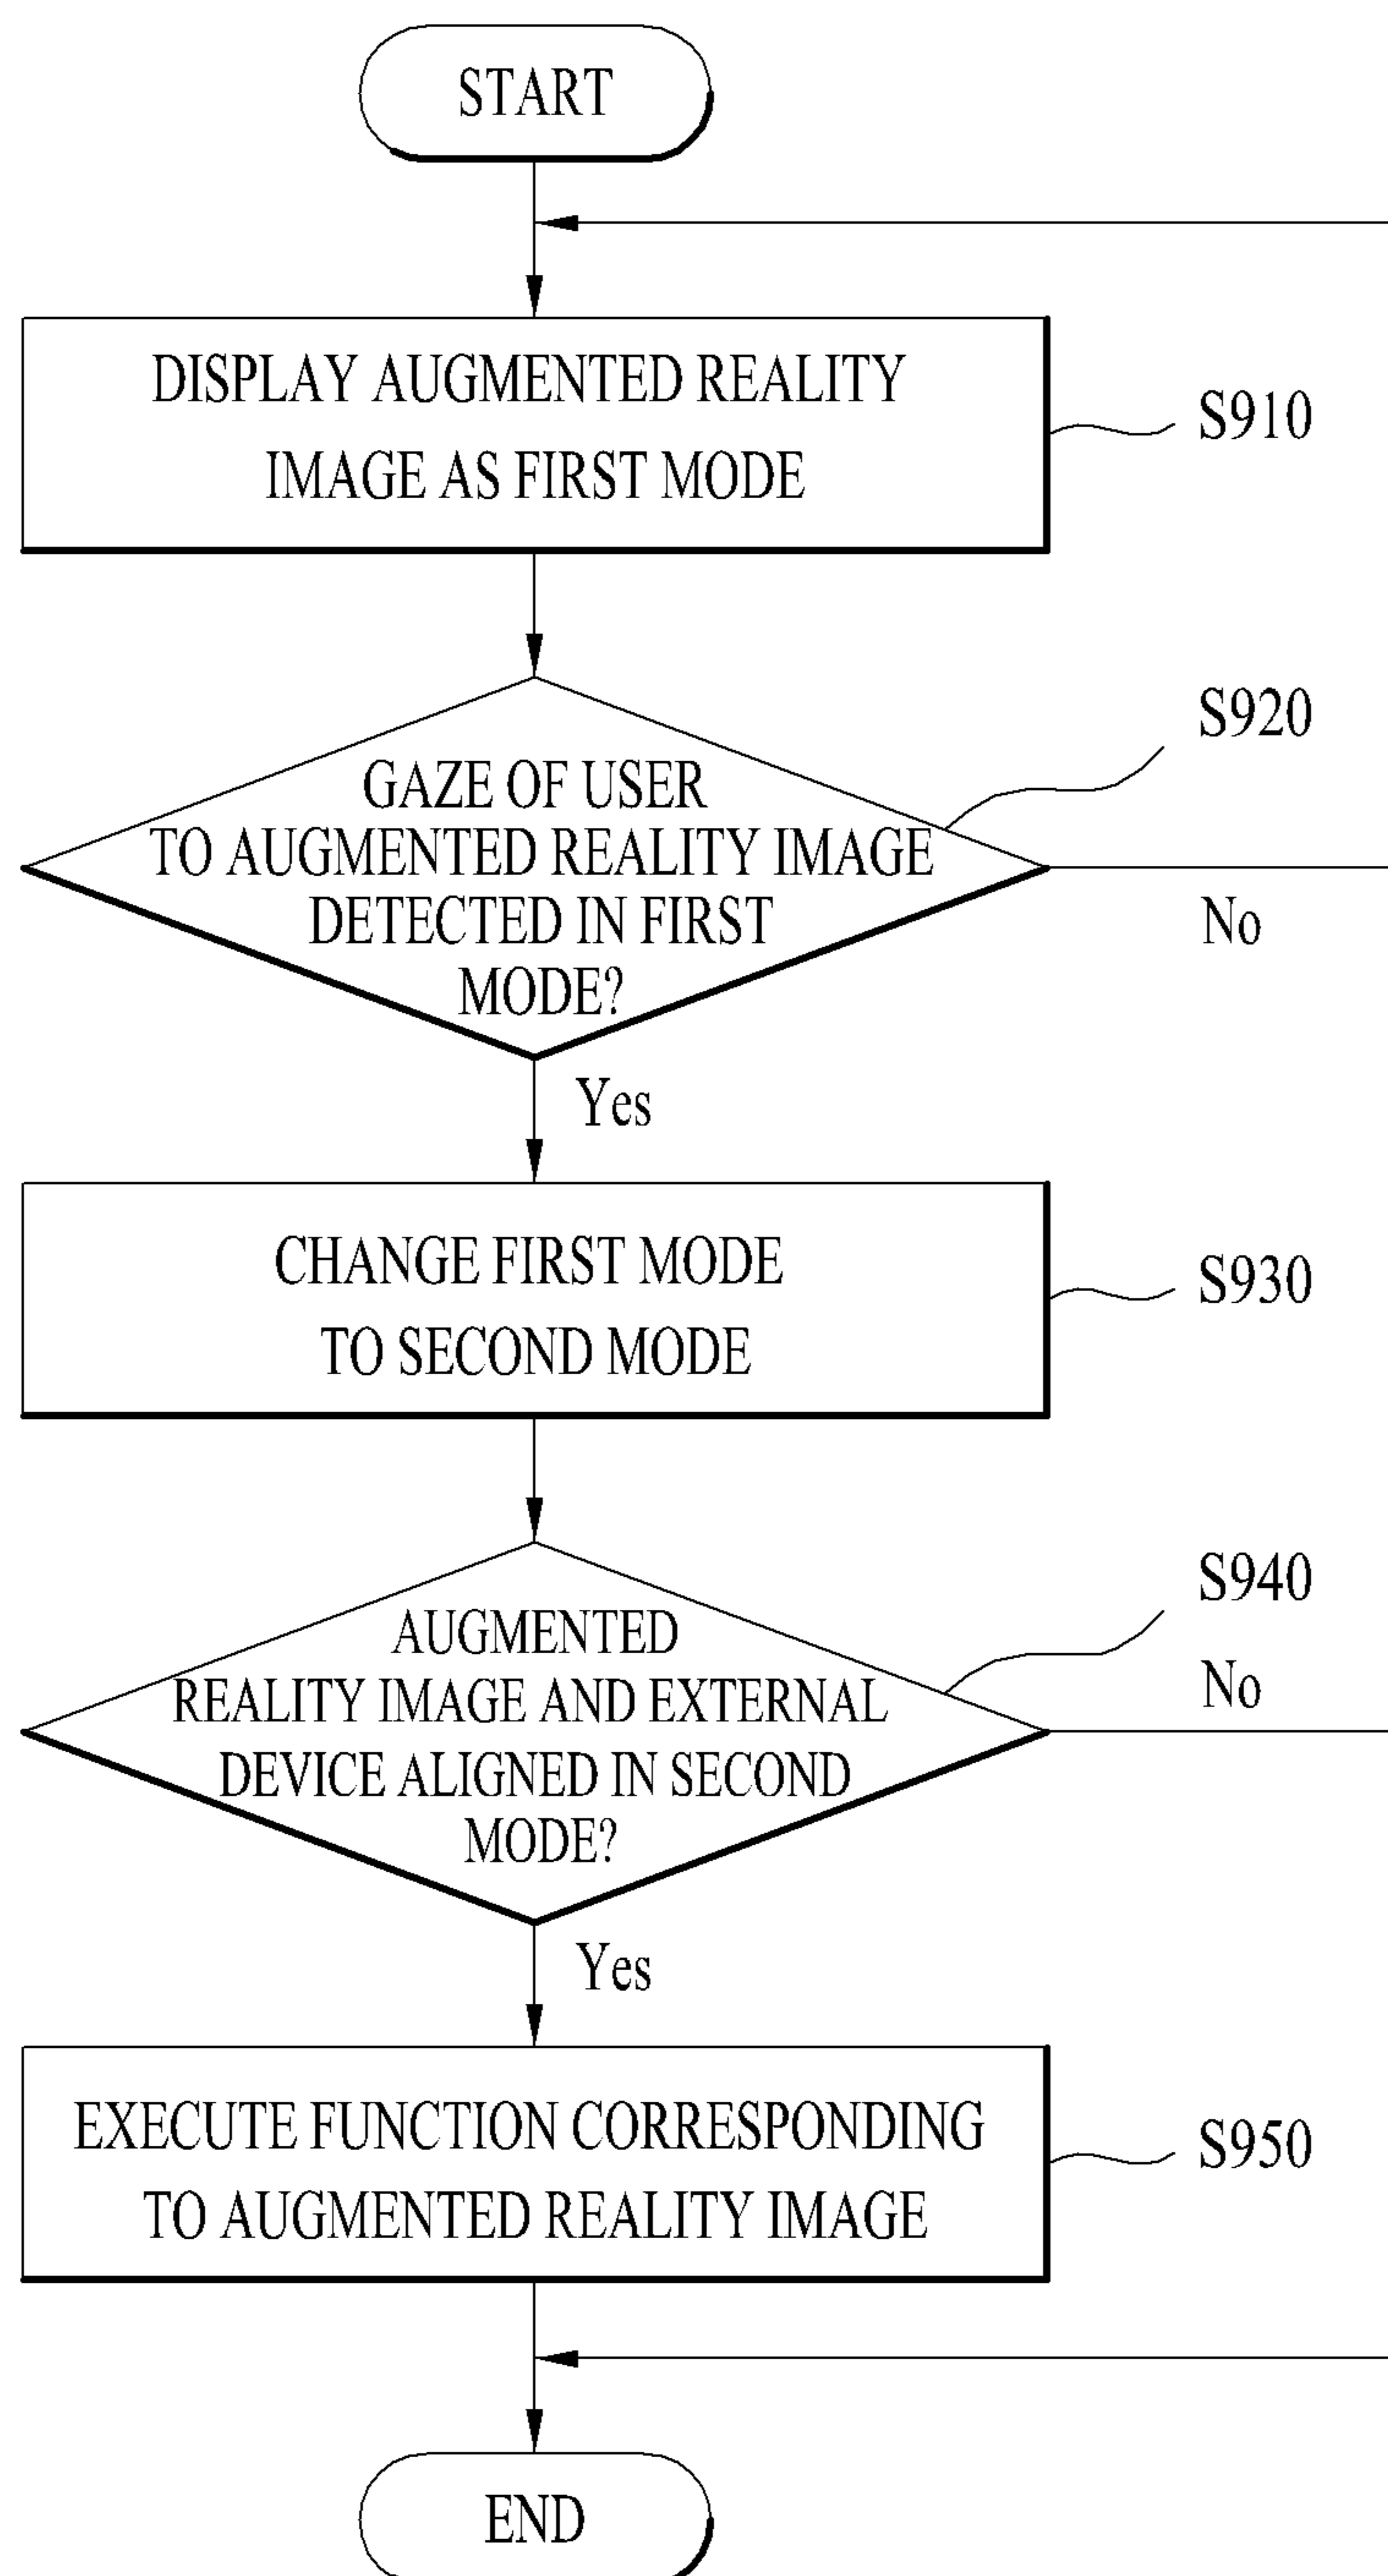 START
DISPLAY AUGMENTED REALITY
IMAGE AS FIRST MODE
S910
S920
GAZE OF USER
TO AUGMENTED REALITY IMAGE
DETECTED IN FIRST
MODE?
No
Yes
CHANGE FIRST MODE
TO SECOND MODE
S930
S940
AUGMENTED
REALITY IMAGE AND EXTERNAL
DEVICE ALIGNED IN SECOND
MODE?
No
Yes
EXECUTE FUNCTION CORRESPONDING
TO AUGMENTED REALITY IMAGE
S950
END